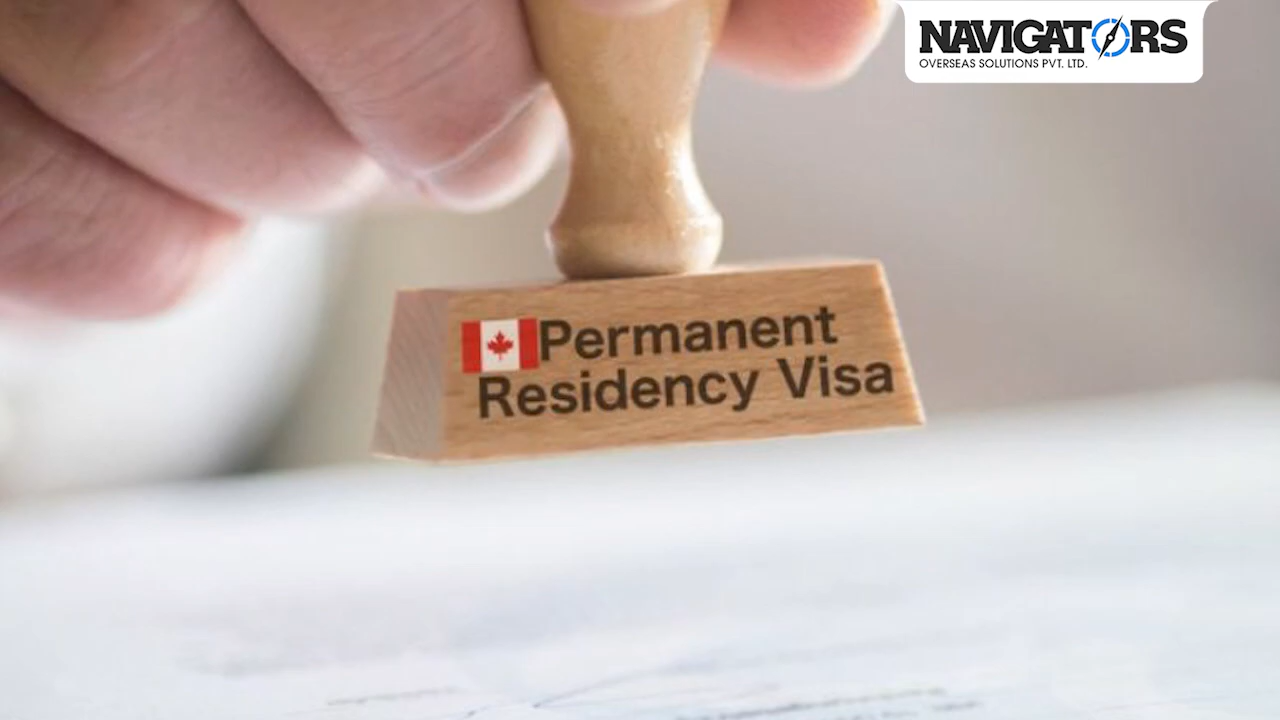 NAVIGATORS
OVERSEAS SOLUTIONS PVT. LTD.
Permanent
Residency Visa